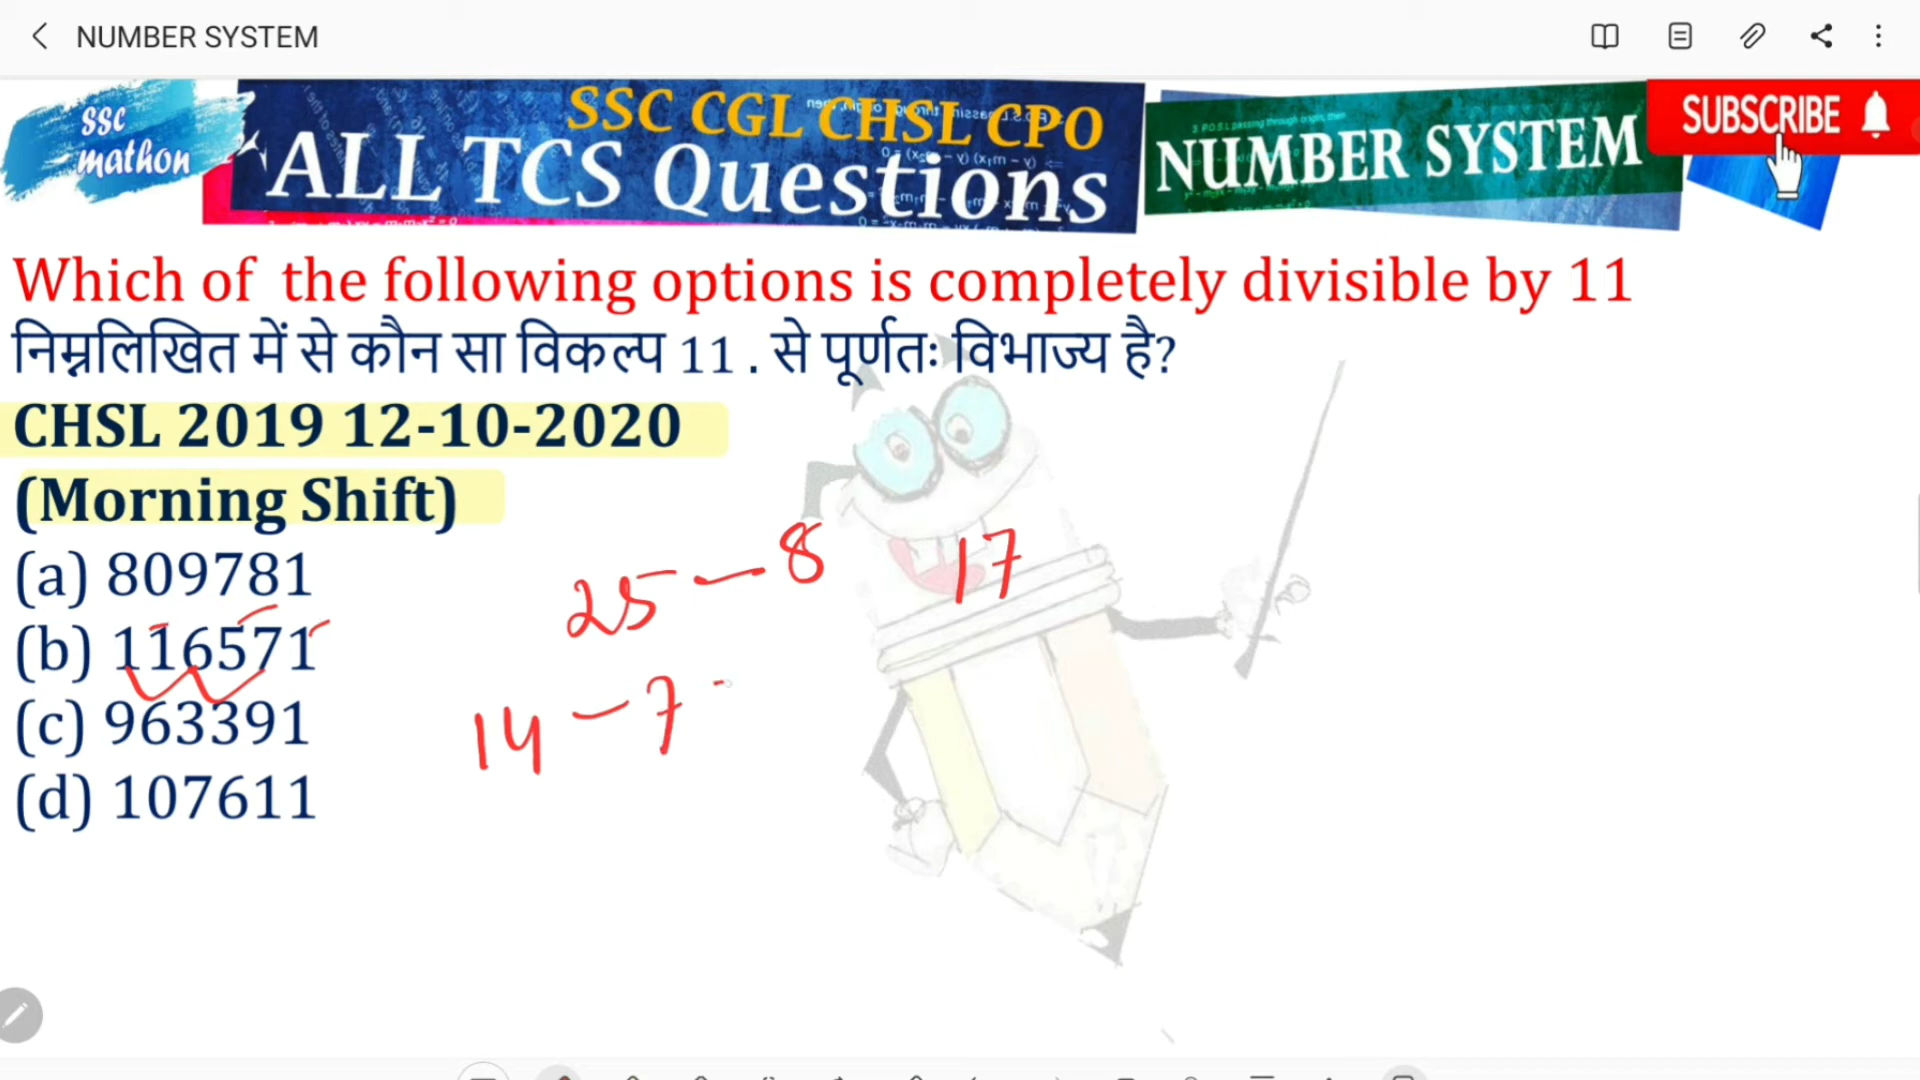 NUMBER SYSTEM
ssc
mathon
SSC CGL CHSL CPO
ALL TCS Questions
NUMBER SYSTEM
SUBSCRIBE
Which of the following options is completely divisible by 11
निम्नलिखित में से कौन सा विकल्प 11 . से पूर्णतः विभाज्य है?
CHSL 2019 12-10-2020
(Morning Shift)
(a) 809781
(b) 116571
(c) 963391
(d) 107611
25 - 8 17
14 - 7 -